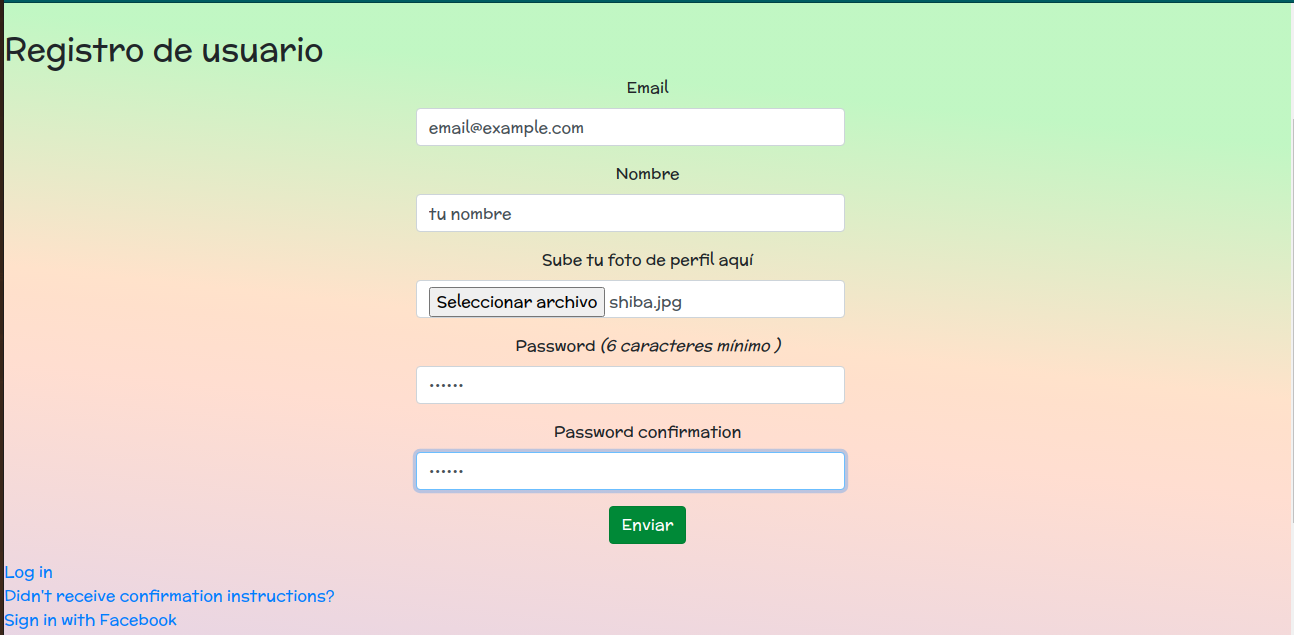 Registro de usuario
Email
email@example.com
Nombre
tu nombre
Sube tu foto de perfil aquí
Seleccionar archivo shiba.jpg
Password (6 caracteres mínimo )
••••••
Password confirmation
••••••
Enviar
Log in
Didn't receive confirmation instructions?
Sign in with Facebook